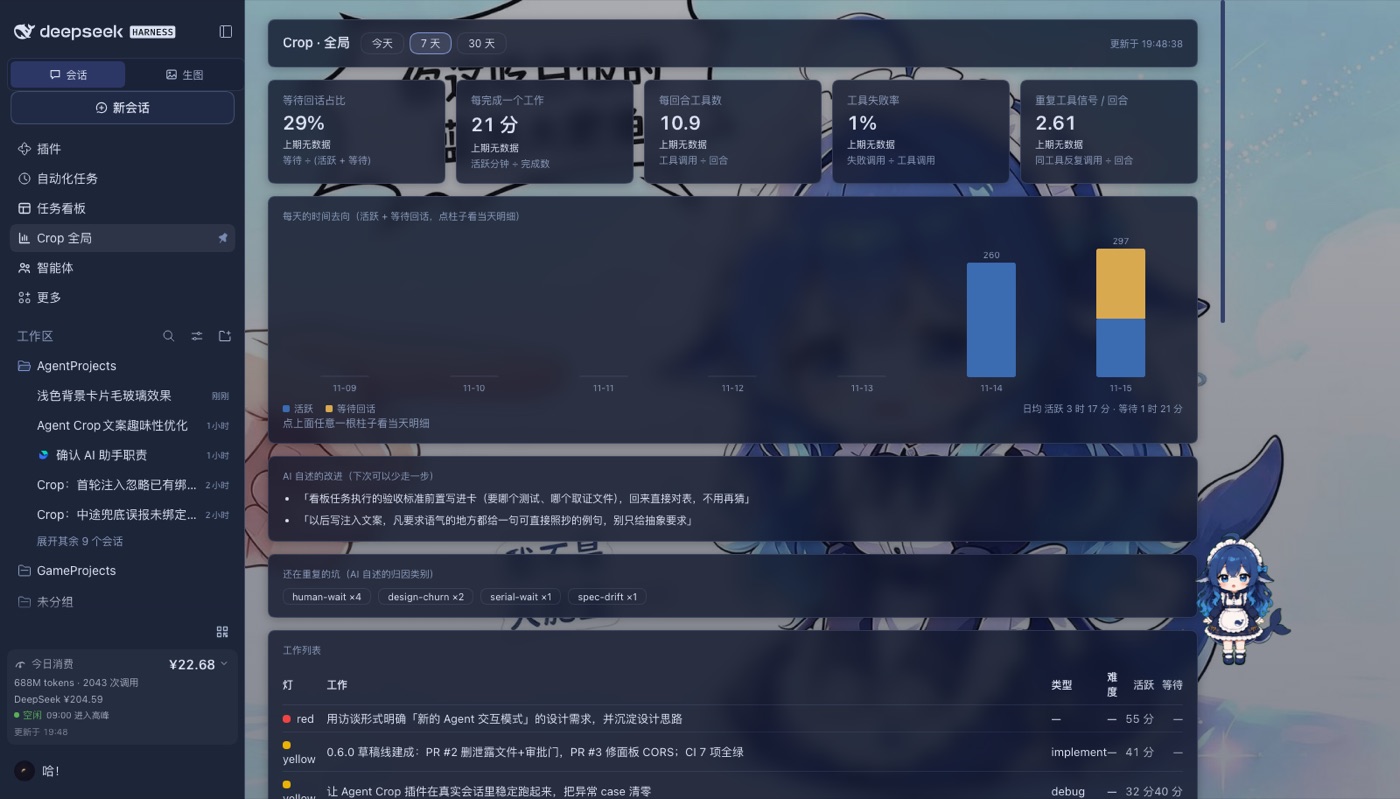 deepseek HARNESS
会话
生图
新会话
插件
自动化任务
任务看板
Crop 全局
智能体
更多
工作区
AgentProjects
浅色背景卡片毛玻璃效果 刚刚
Agent Crop 文案趣味性优化 1小时
确认 AI 助手职责 1小时
Crop：首轮注入忽略已有绑... 2小时
Crop：中途兜底误报未绑定... 2小时
展开其余 9 个会话
GameProjects
未分组
今日消费 ¥22.68
688M tokens · 2043 次调用
DeepSeek ¥204.59
空闲 09:00 进入高峰
更新于 19:48
哈！
Crop · 全局 今天 7 天 30 天 更新于 19:48:38
等待回话占比
29%
上期无数据
等待 ÷ (活跃 + 等待)
每完成一个工作
21 分
上期无数据
活跃分钟 ÷ 完成数
每回合工具数
10.9
上期无数据
工具调用 ÷ 回合
工具失败率
1%
上期无数据
失败调用 ÷ 工具调用
重复工具信号 / 回合
2.61
上期无数据
同工具反复调用 ÷ 回合
每天的时间去向（活跃 + 等待回话、点柱子看当天明细）
260
297
11-09 11-10 11-11 11-12 11-13 11-14 11-15
活跃 等待回话
日均 活跃 3 时 17 分 · 等待 1 时 21 分
点上面任意一根柱子看当天明细
AI 自述的改进（下次可以少走一步）
「看板任务执行的验收标准前置写进卡（要哪个测试、哪个取证文件），回来直接对表，不用再猜」
「以后写注入文案，凡要求语气的地方都给一句可直接照抄的例句，别只给抽象要求」
还在重复的坑（AI 自述的归因类别）
human-wait ×4 design-churn ×2 serial-wait ×1 spec-drift ×1
工作列表
灯 工作 类型 难度 活跃 等待
red 用访谈形式明确「新的 Agent 交互模式」的设计需求，并沉淀设计思路 — — 55 分 —
yellow 0.6.0 草稿线建成：PR #2 删泄露文件+审批门，PR #3 修面板 CORS；CI 7 项全绿 implement — 41 分 —
yellow 让 Agent Crop 插件在真实会话里稳定跑起来，把异常 case 清零 debug — 32 分 40 分